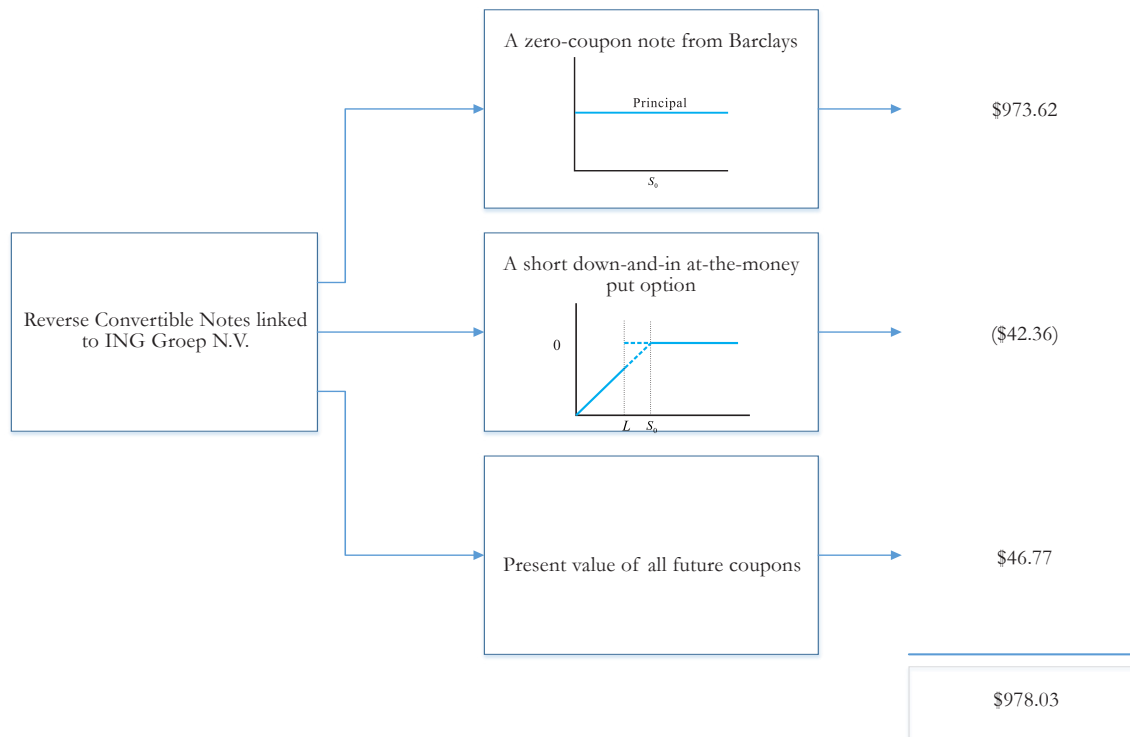 A zero-coupon note from Barclays
Principal
S₀
$973.62
Reverse Convertible Notes linked
to ING Groep N.V.
A short down-and-in at-the-money
put option
0
L S₀
($42.36)
Present value of all future coupons
$46.77
$978.03